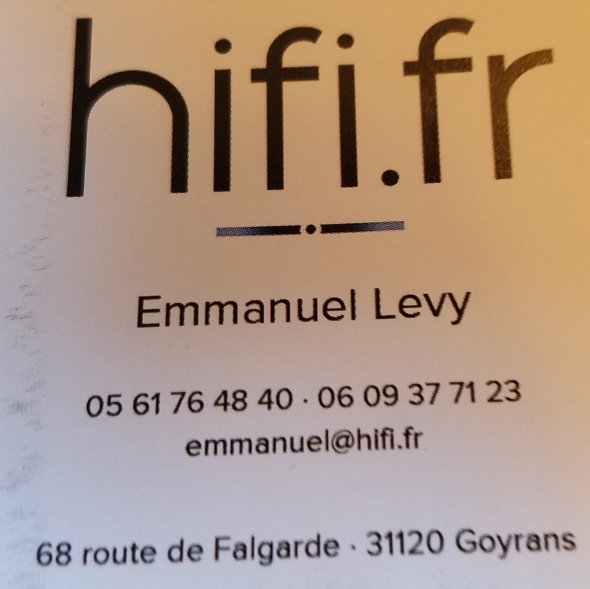 hifi.fr
Emmanuel Levy
05 61 76 48 40 · 06 09 37 71 23
emmanuel@hifi.fr
68 route de Falgarde · 31120 Goyrans